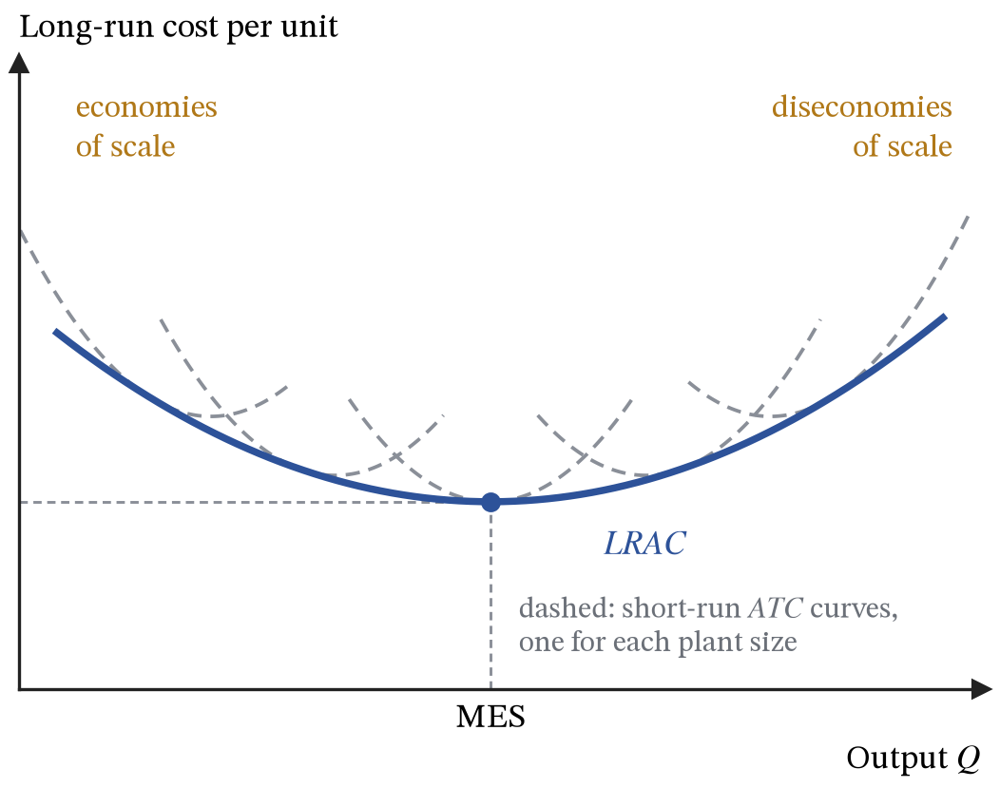 Long-run cost per unit
economies
of scale
diseconomies
of scale
LRAC
dashed: short-run ATC curves,
one for each plant size
MES
Output Q